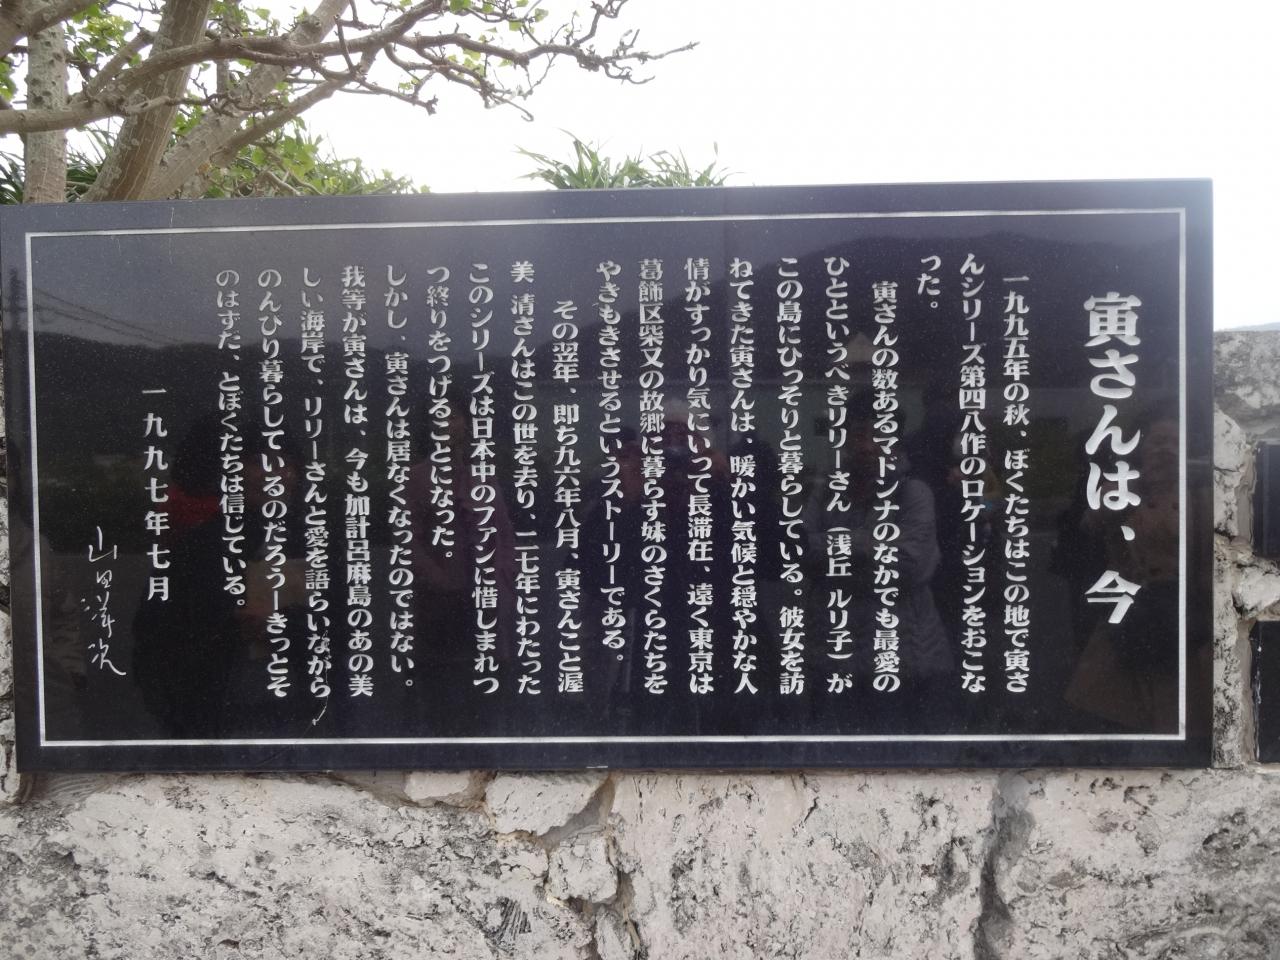 寅さんは、今
一九九五年の秋、ぼくたちはこの地で寅さ
んシリーズ第四八作のロケーションをおこな
った。
寅さんの数あるマドンナのなかでも最愛の
ひとというべきリリーさん（浅丘 ルリ子）が
この島にひっそりと暮らしている。彼女を訪
ねてきた寅さんは、暖かい気候と穏やかな人
情がすっかり気にいって長滞在、遠く東京は
葛飾区柴又の故郷に暮らす妹のさくらたちを
やきもきさせるというストーリーである。
その翌年、即ち九六年八月、寅さんこと渥
美 清さんはこの世を去り、二七年にわたった
このシリーズは日本中のファンに惜しまれつ
つ終りをつげることになった。
しかし、寅さんは居なくなったのではない。
我等が寅さんは、今も加計呂麻島のあの美
しい海岸で、リリーさんと愛を語らいながら
のんびり暮らしているのだろうーきっとそ
のはずだ、とぼくたちは信じている。
一九九七年七月
山田洋次